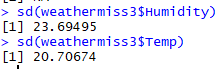 > sd(weathermiss3$Humidity)
[1] 23.69495
> sd(weathermiss3$Temp)
[1] 20.70674